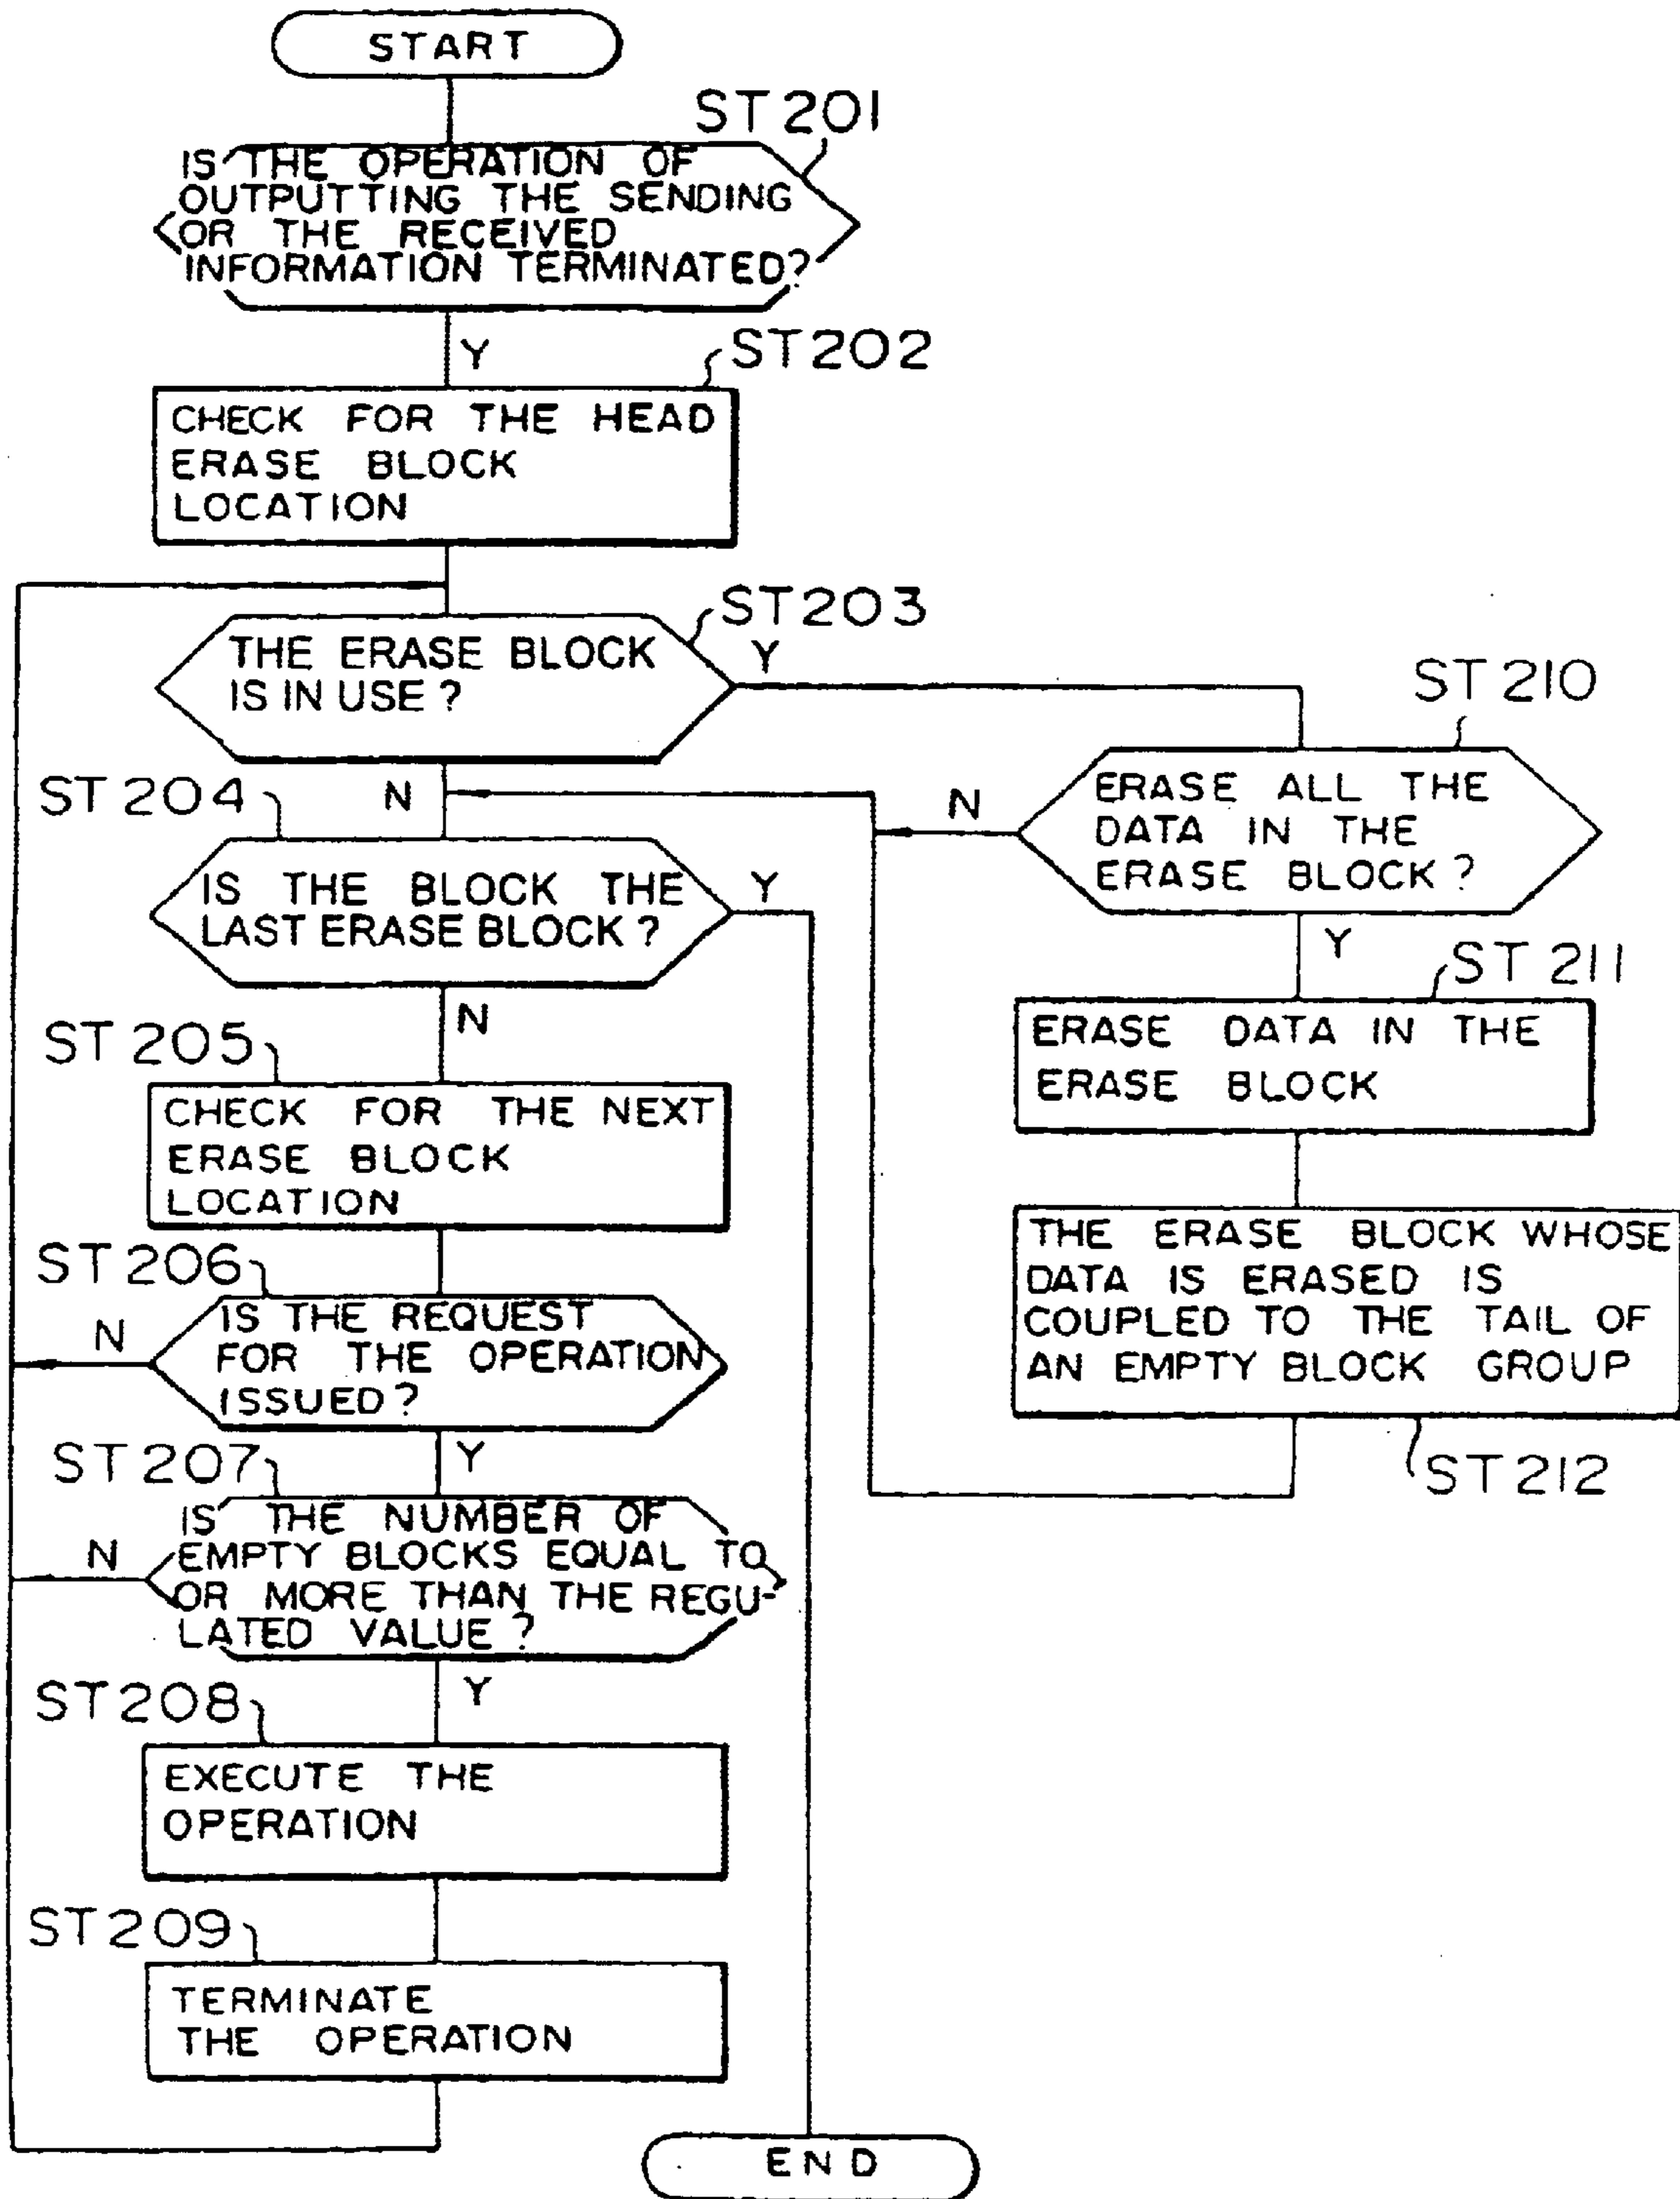 START
ST201
IS THE OPERATION OF
OUTPUTTING THE SENDING
OR THE RECEIVED
INFORMATION TERMINATED?
Y
ST202
CHECK FOR THE HEAD
ERASE BLOCK
LOCATION
ST203
THE ERASE BLOCK
IS IN USE?
Y
N
ST204
IS THE BLOCK THE
LAST ERASE BLOCK?
Y
N
ST205
CHECK FOR THE NEXT
ERASE BLOCK
LOCATION
ST206
IS THE REQUEST
FOR THE OPERATION
ISSUED?
N
Y
ST207
IS THE NUMBER OF
EMPTY BLOCKS EQUAL TO
OR MORE THAN THE REGU-
LATED VALUE?
N
Y
ST208
EXECUTE THE
OPERATION
ST209
TERMINATE
THE OPERATION
ST210
ERASE ALL THE
DATA IN THE
ERASE BLOCK?
N
Y
ST211
ERASE DATA IN THE
ERASE BLOCK
THE ERASE BLOCK WHOSE
DATA IS ERASED IS
COUPLED TO THE TAIL OF
AN EMPTY BLOCK GROUP
ST212
END